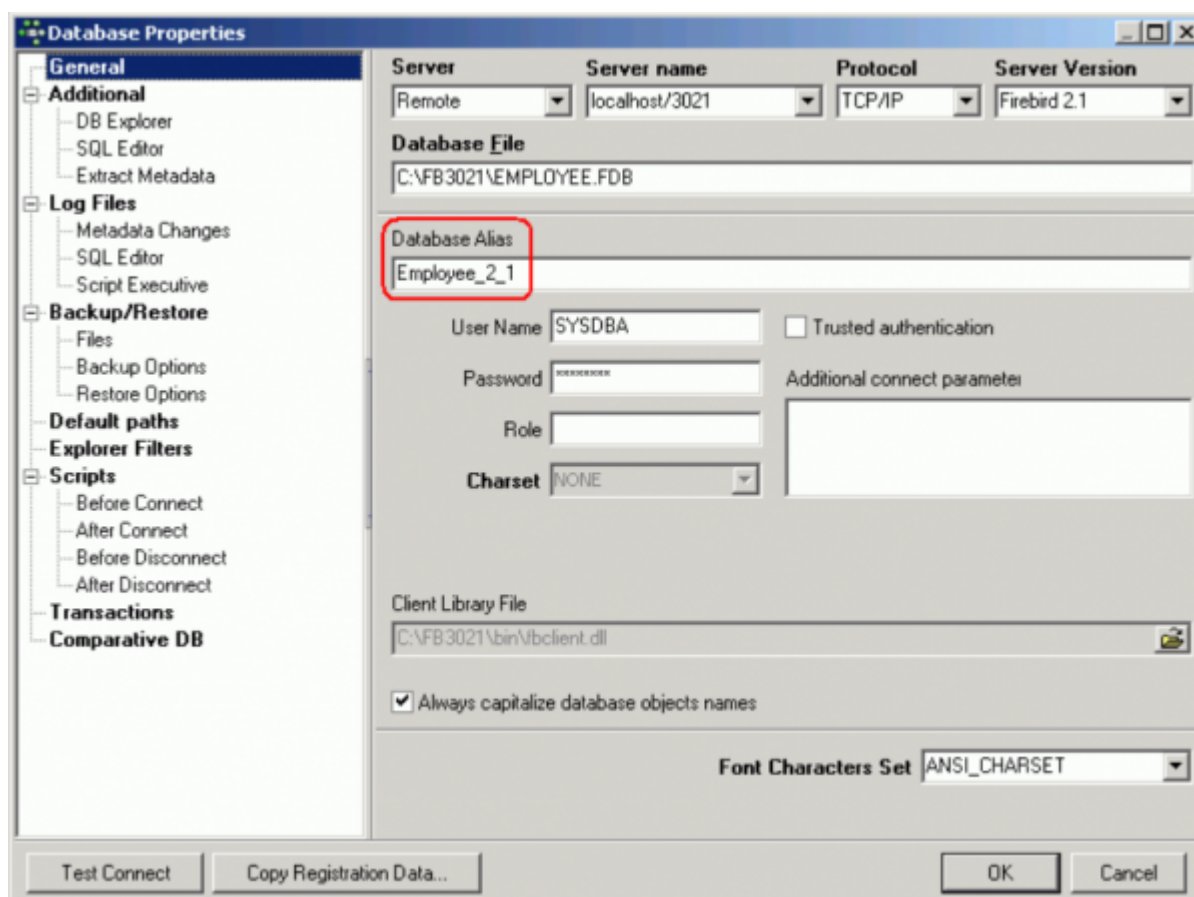 Database Properties
General
Additional
DB Explorer
SQL Editor
Extract Metadata
Log Files
Metadata Changes
SQL Editor
Script Executive
Backup/Restore
Files
Backup Options
Restore Options
Default paths
Explorer Filters
Scripts
Before Connect
After Connect
Before Disconnect
After Disconnect
Transactions
Comparative DB
Server Server name Protocol Server Version
Remote localhost/3021 TCP/IP Firebird 2.1
Database File
C:\FB3021\EMPLOYEE.FDB
Database Alias
Employee_2_1
User Name SYSDBA Trusted authentication
Password ******** Additional connect parameter
Role
Charset NONE
Client Library File
C:\FB3021\bin\fbclient.dll
Always capitalize database objects names
Font Characters Set ANSI_CHARSET
Test Connect Copy Registration Data... OK Cancel